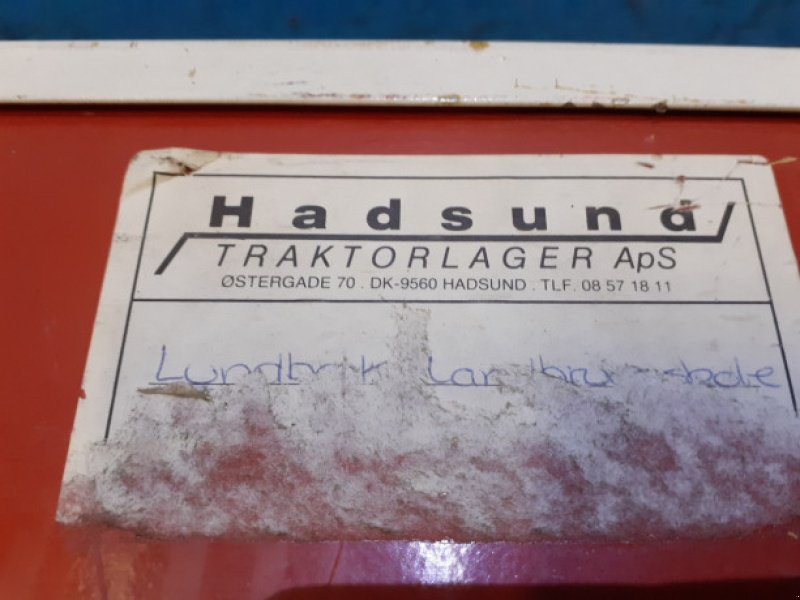 Hadsund
TRAKTORLAGER ApS
ØSTERGADE 70 . DK-9560 HADSUND . TLF. 08 57 18 11